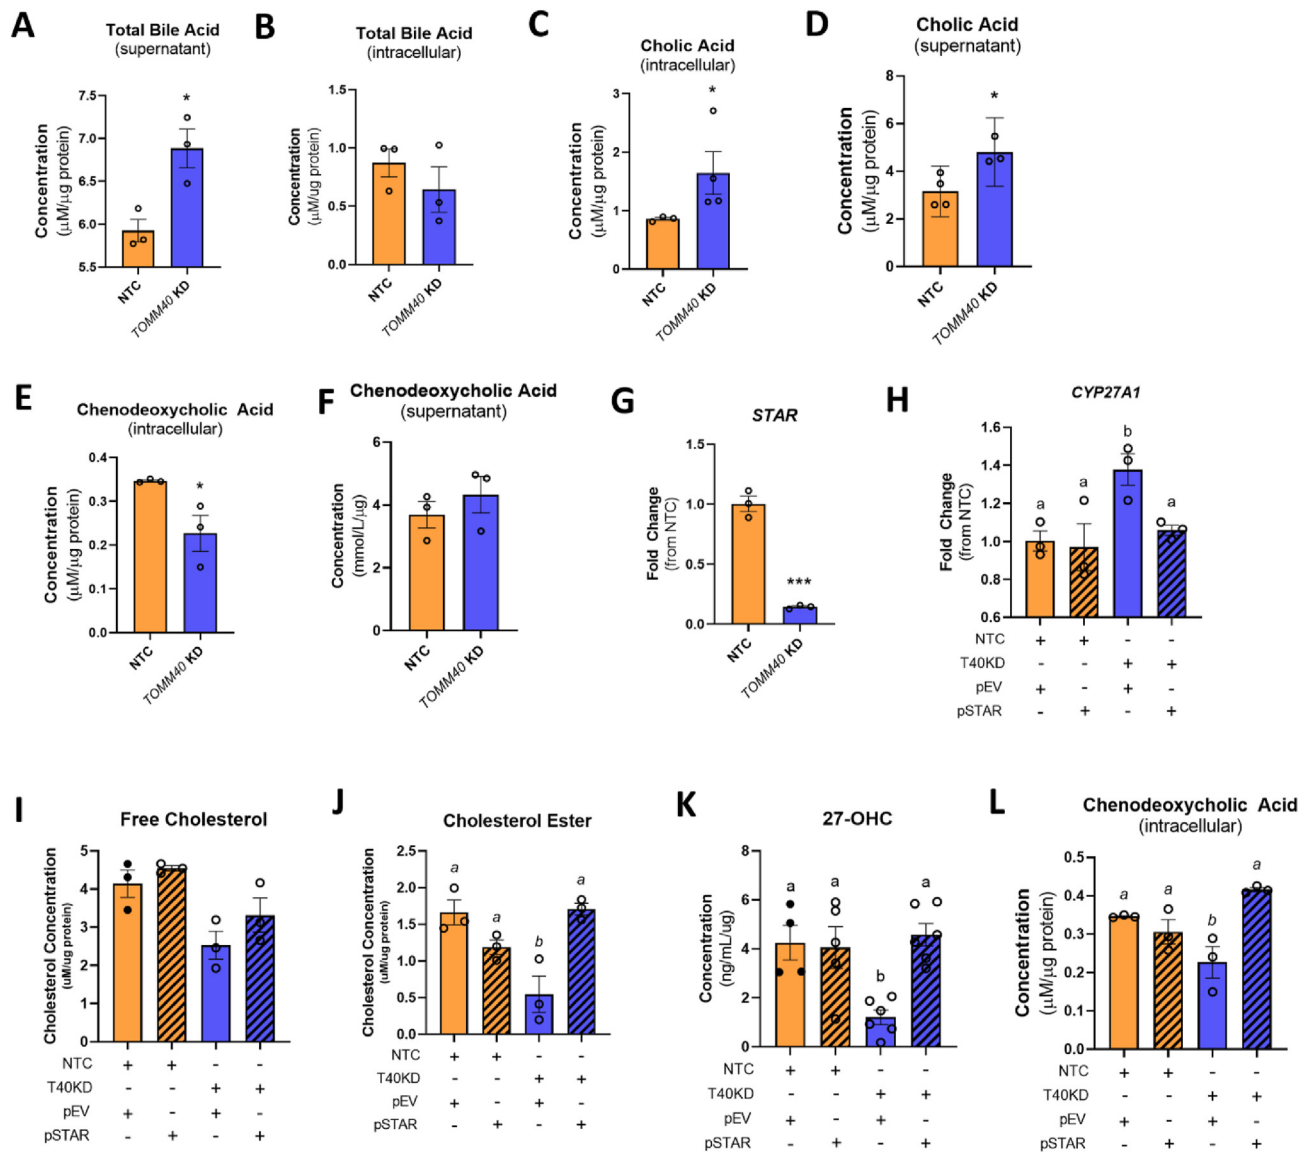 A
Total Bile Acid
(supernatant)
Concentration
(μM/μg protein)
7.5
7.0
6.5
6.0
5.5
*
NTC
TOMM40 KD
B
Total Bile Acid
(intracellular)
Concentration
(μM/ug protein)
1.5
1.0
0.5
0.0
NTC
TOMM40 KD
C
Cholic Acid
(intracellular)
Concentration
(μM/μg protein)
3
2
1
0
*
NTC
TOMM40 KD
D
Cholic Acid
(supernatant)
Concentration
(μM/μg protein)
8
6
4
2
0
*
NTC
TOMM40 KD
E
Chenodeoxycholic Acid
(intracellular)
Concentration
(μM/μg protein)
0.4
0.3
0.2
0.1
0.0
*
NTC
TOMM40 KD
F
Chenodeoxycholic Acid
(supernatant)
Concentration
(mmol/L/μg)
6
4
2
0
NTC
TOMM40 KD
G
STAR
Fold Change
(from NTC)
1.5
1.0
0.5
0.0
***
NTC
TOMM40 KD
H
CYP27A1
Fold Change
(from NTC)
1.6
1.4
1.2
1.0
0.8
0.6
a a b a
NTC + + - -
T40KD - - + +
pEV + - + -
pSTAR - + - +
I
Free Cholesterol
Cholesterol Concentration
(uM/ug protein)
5
4
3
2
1
0
NTC + + - -
T40KD - - + +
pEV + - + -
pSTAR - + - +
J
Cholesterol Ester
Cholesterol Concentration
(uM/ug protein)
2.5
2.0
1.5
1.0
0.5
0.0
a a b a
NTC + + - -
T40KD - - + +
pEV + - + -
pSTAR - + - +
K
27-OHC
Concentration
(ng/mL/ug)
8
6
4
2
0
a a b a
NTC + + - -
T40KD - - + +
pEV + - + -
pSTAR - + - +
L
Chenodeoxycholic Acid
(intracellular)
Concentration
(μM/μg protein)
0.5
0.4
0.3
0.2
0.1
0.0
a a b a
NTC + + - -
T40KD - - + +
pEV + - + -
pSTAR - + - +